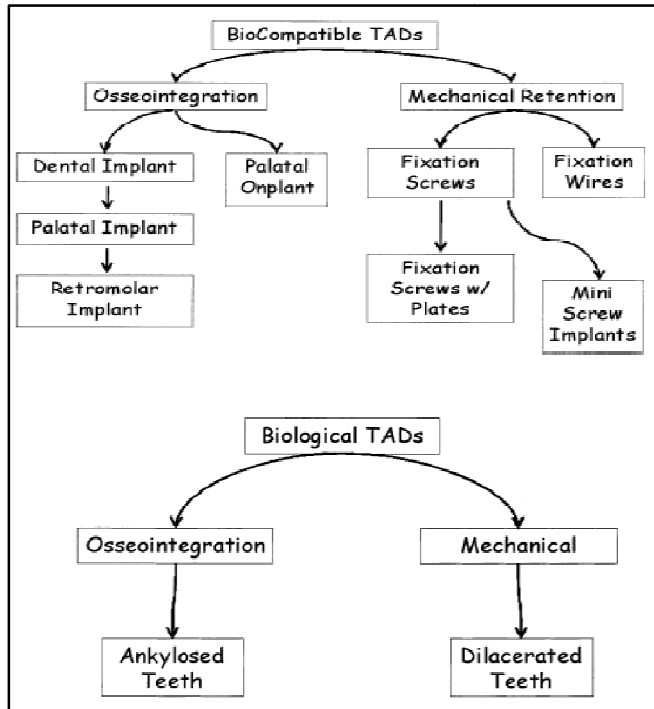 BioCompatible TADs
Osseointegration
Mechanical Retention
Dental Implant
Palatal
Onplant
Fixation
Screws
Fixation
Wires
Palatal Implant
Retromolar
Implant
Fixation
Screws w/
Plates
Mini
Screw
Implants
Biological TADs
Osseointegration
Mechanical
Ankylosed
Teeth
Dilacerated
Teeth